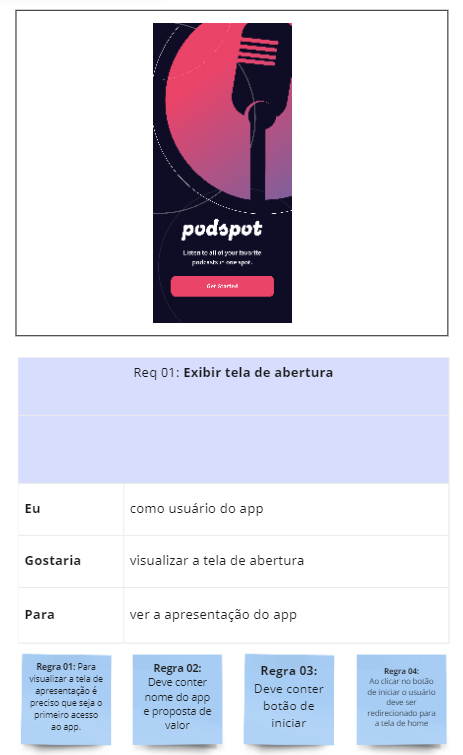 podspot
Listen to all of your favorite
podcasts in one spot.
Get Started
Req 01: Exibir tela de abertura
Eu
como usuário do app
Gostaria
visualizar a tela de abertura
Para
ver a apresentação do app
Regra 01: Para
visualizar a tela de
apresentação é
preciso que seja o
primeiro acesso
ao app.
Regra 02:
Deve conter
nome do app
e proposta de
valor
Regra 03:
Deve conter
botão de
iniciar
Regra 04:
Ao clicar no botão
de iniciar o usuário
deve ser
redirecionado para
a tela de home